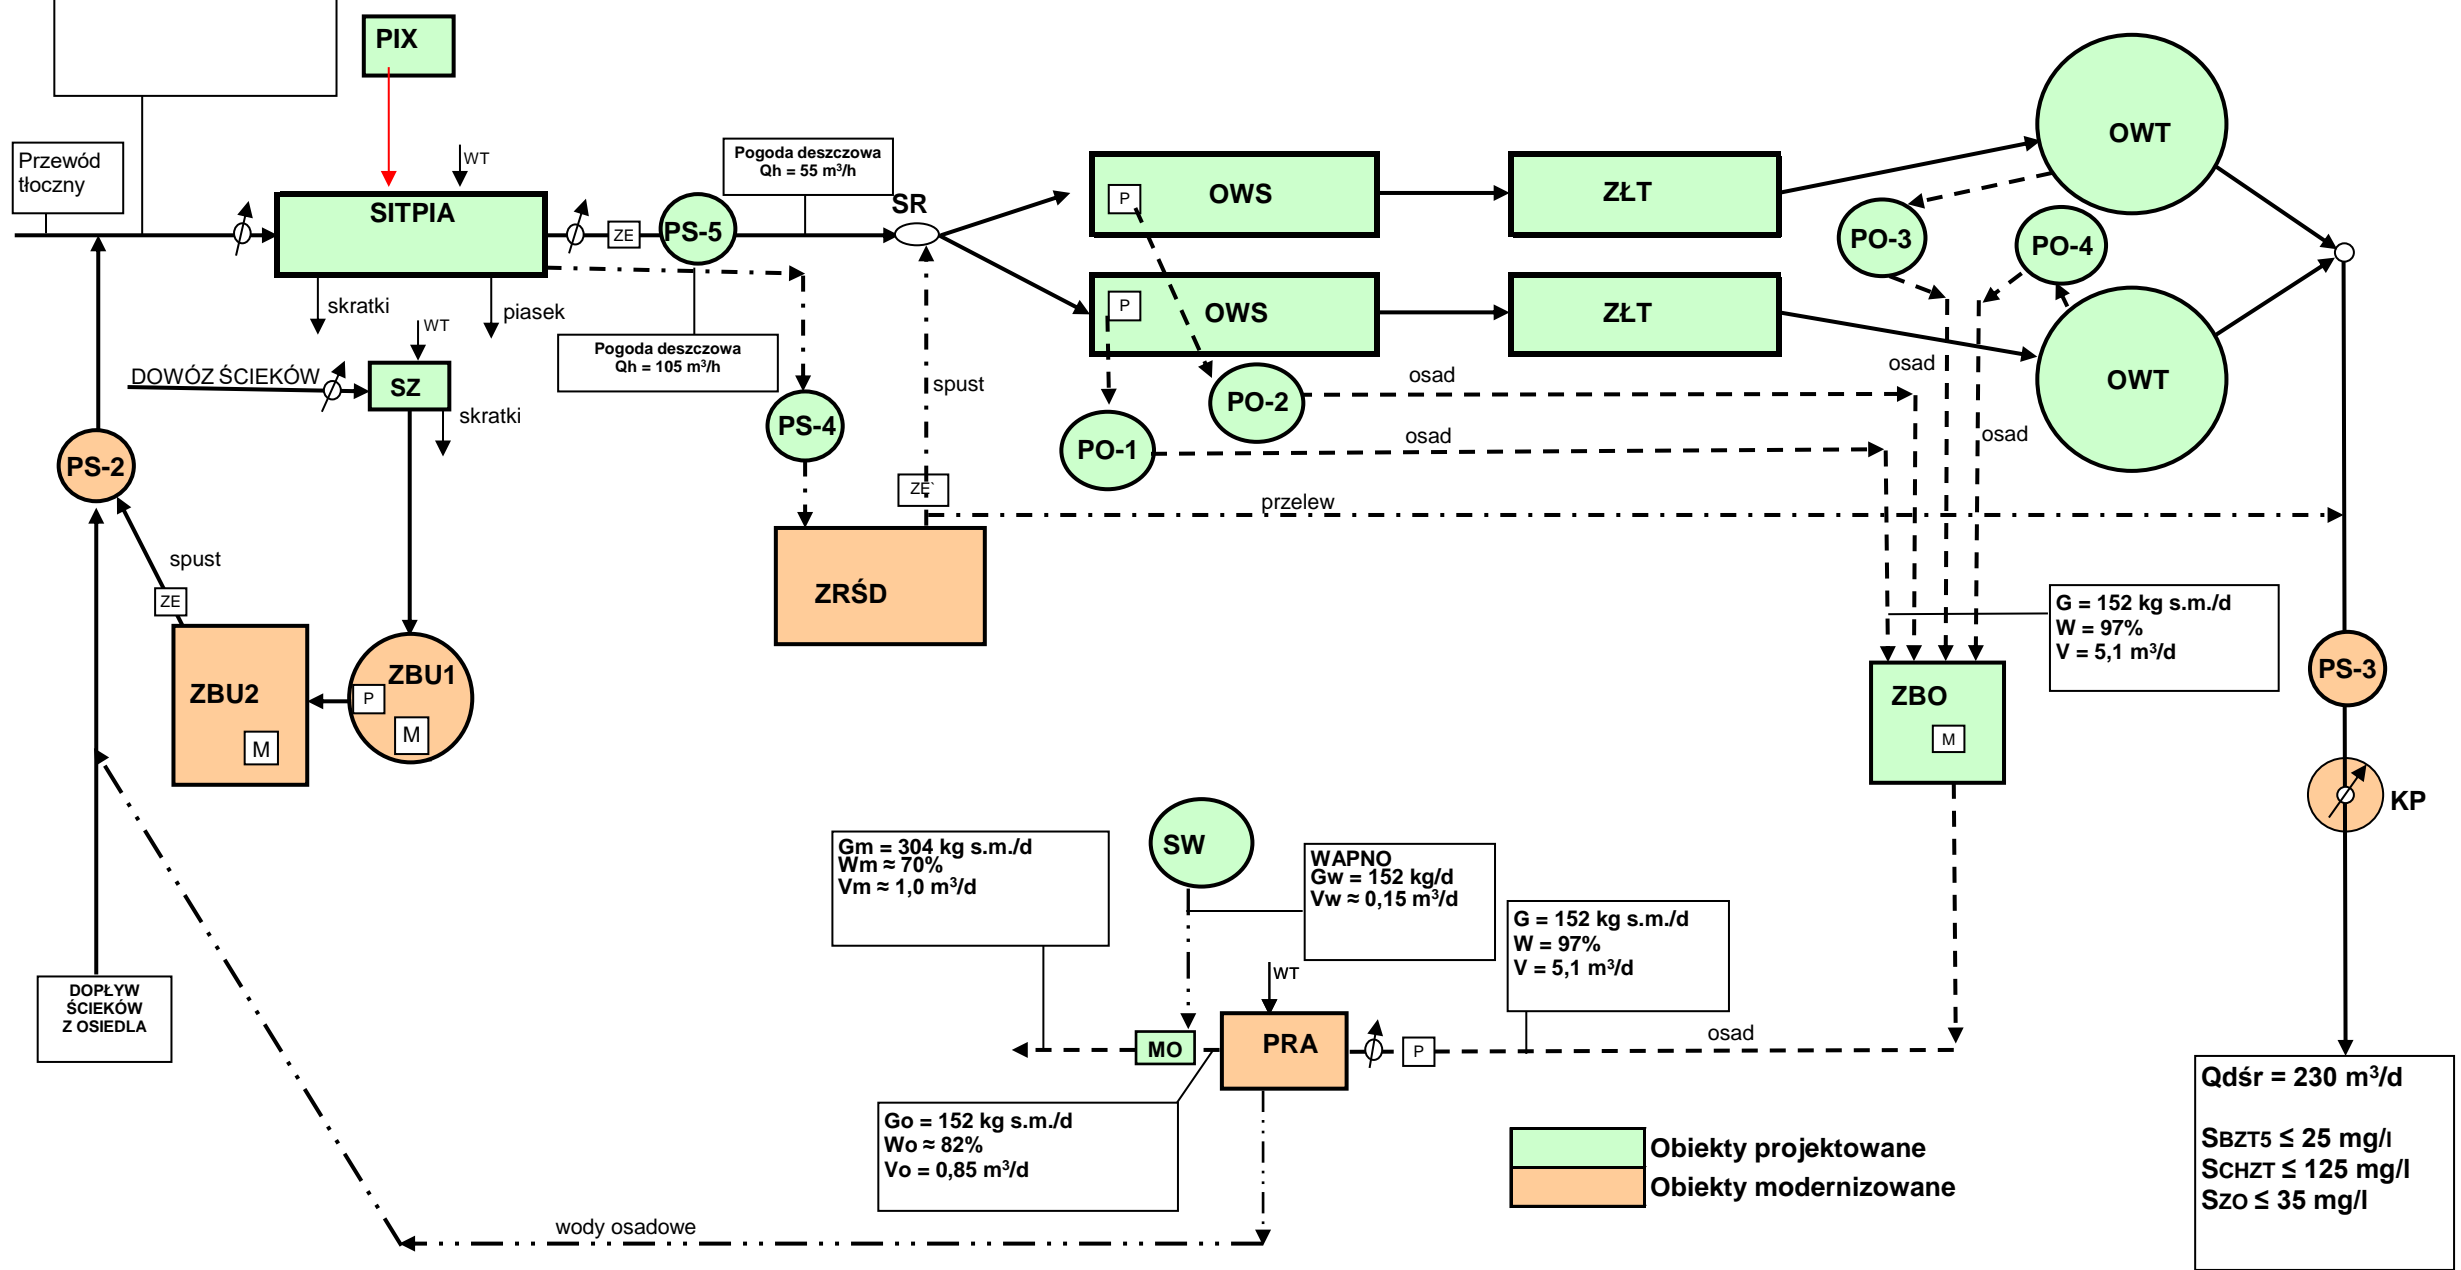 PIX
Przewód
tłoczny
WT
Pogoda deszczowa
Qh = 55 m³/h
SITPIA
ZE
PS-5
SR
P
OWS
ZŁT
OWT
PO-3
PO-4
skratki
piasek
WT
P
OWS
ZŁT
OWT
Pogoda deszczowa
Qh = 105 m³/h
DOWÓZ ŚCIEKÓW
SZ
skratki
spust
PO-2
osad
osad
PS-4
PO-1
osad
osad
PS-2
ZE`
przelew
spust
ZE
ZRŚD
G = 152 kg s.m./d
W = 97%
V = 5,1 m³/d
ZBU2
M
ZBU1
P
M
ZBO
M
PS-3
KP
Gm = 304 kg s.m./d
Wm ≈ 70%
Vm ≈ 1,0 m³/d
SW
WAPNO
Gw = 152 kg/d
Vw ≈ 0,15 m³/d
G = 152 kg s.m./d
W = 97%
V = 5,1 m³/d
WT
DOPŁYW
ŚCIEKÓW
Z OSIEDLA
MO
PRA
P
osad
Go = 152 kg s.m./d
Wo ≈ 82%
Vo = 0,85 m³/d
Qdśr = 230 m³/d
SBZT5 ≤ 25 mg/l
SCHZT ≤ 125 mg/l
SZO ≤ 35 mg/l
Obiekty projektowane
Obiekty modernizowane
wody osadowe